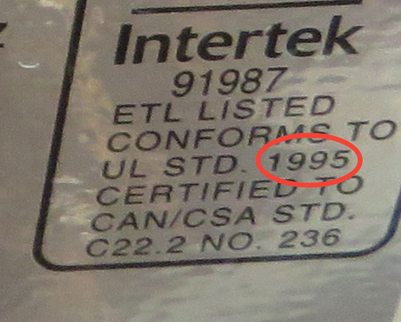 Intertek
91987
ETL LISTED
CONFORMS TO
UL STD. 1995
CERTIFIED TO
CAN/CSA STD.
C22.2 NO. 236